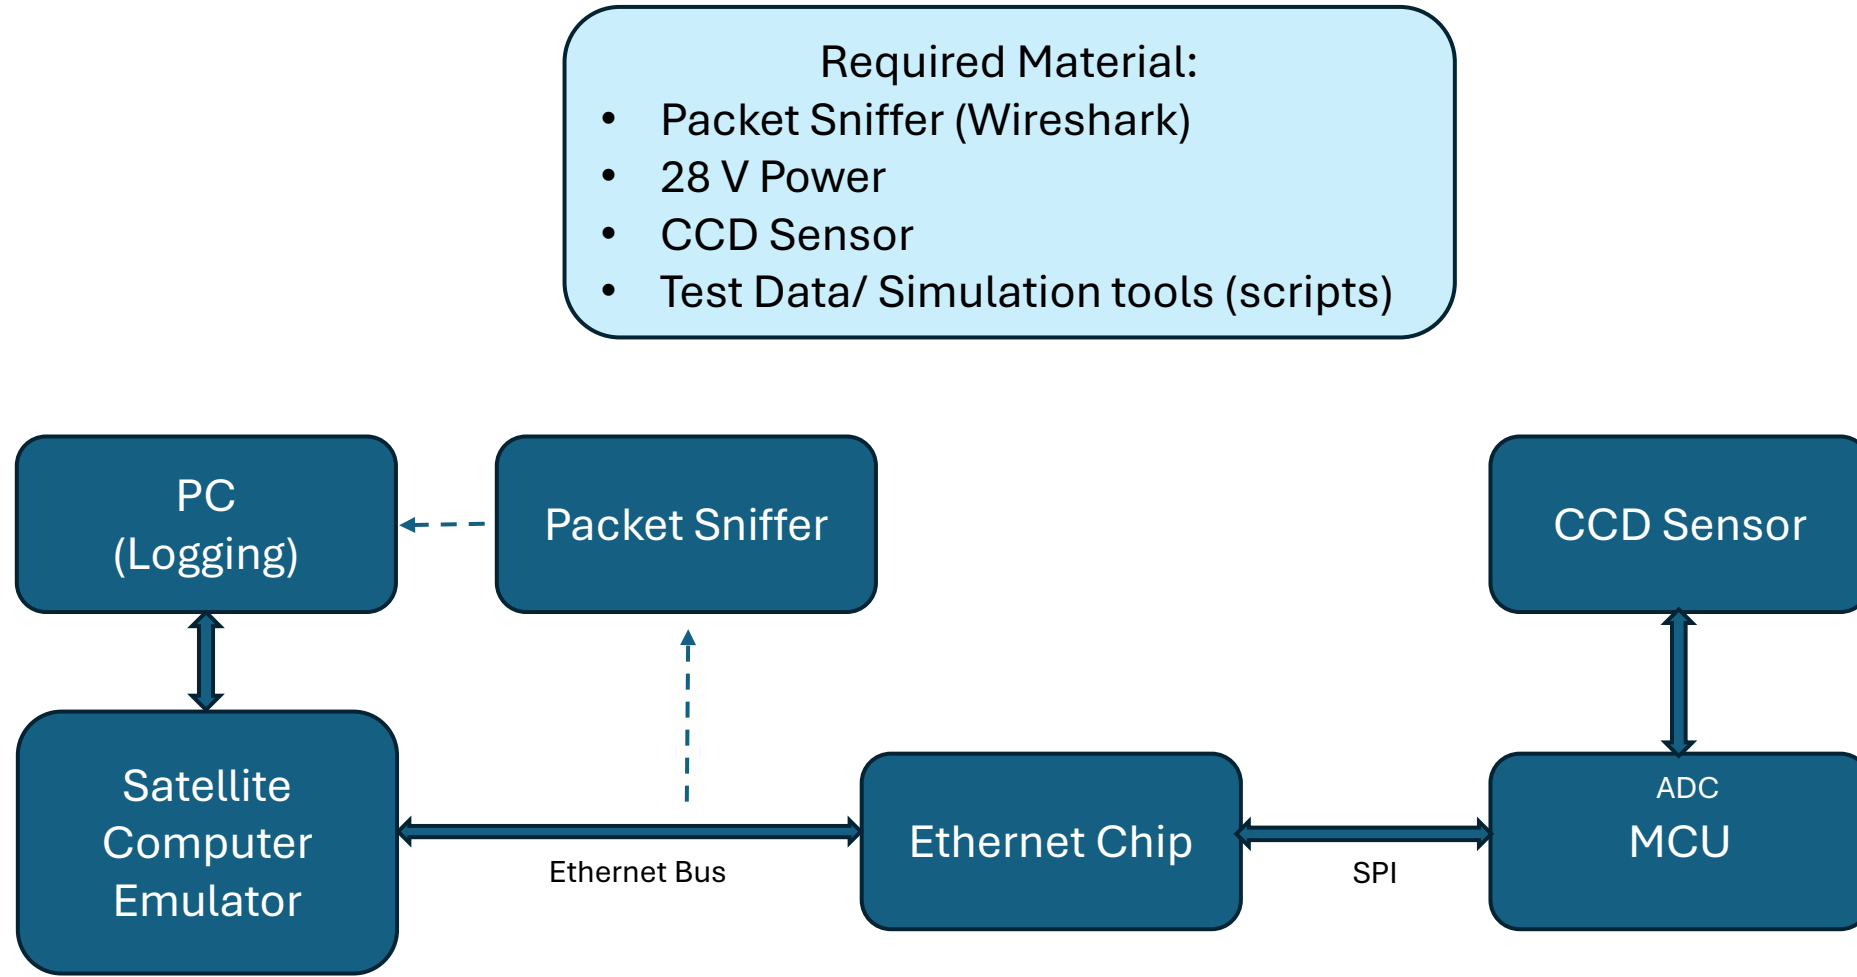 Required Material:
• Packet Sniffer (Wireshark)
• 28 V Power
• CCD Sensor
• Test Data/ Simulation tools (scripts)
PC
(Logging)
Packet Sniffer
CCD Sensor
Satellite
Computer
Emulator
Ethernet Bus
Ethernet Chip
SPI
ADC
MCU